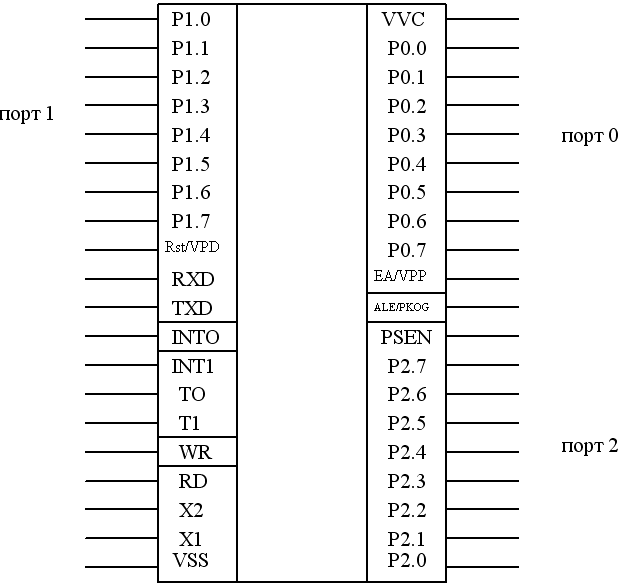 P1.0
P1.1
P1.2
порт 1
P1.3
P1.4
P1.5
P1.6
P1.7
Rst/VPD
RXD
TXD
INTO
INT1
TO
T1
WR
RD
X2
X1
VSS
VVC
P0.0
P0.1
P0.2
P0.3
порт 0
P0.4
P0.5
P0.6
P0.7
EA/VPP
ALE/PKOG
PSEN
P2.7
P2.6
P2.5
P2.4
порт 2
P2.3
P2.2
P2.1
P2.0